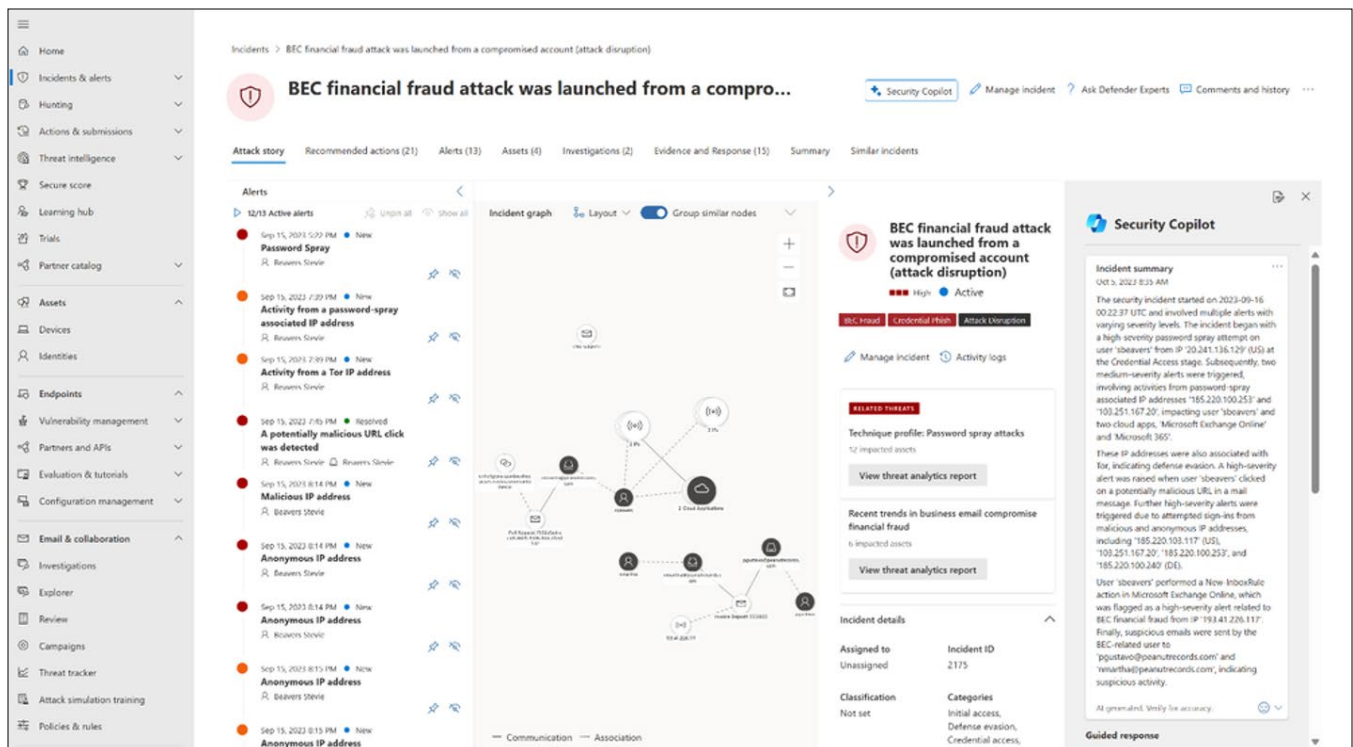 Home
Incidents & alerts
Hunting
Actions & submissions
Threat intelligence
Secure score
Learning hub
Trials
Partner catalog
Assets
Devices
Identities
Endpoints
Vulnerability management
Partners and APIs
Evaluation & tutorials
Configuration management
Email & collaboration
Investigations
Explorer
Review
Campaigns
Threat tracker
Attack simulation training
Policies & rules
Incidents > BEC financial fraud attack was launched from a compromised account (attack disruption)
BEC financial fraud attack was launched from a compro...
Security Copilot
Manage incident
? Ask Defender Experts
Comments and history
Attack story
Recommended actions (21)
Alerts (13)
Assets (4)
Investigations (2)
Evidence and Response (15)
Summary
Similar incidents
Alerts
12/13 Active alerts
Unpin all
Show all
Sep 15, 2023 5:22 PM New
Password Spray
Beavers Stevie
Sep 15, 2023 7:39 PM New
Activity from a password-spray
associated IP address
Beavers Stevie
Sep 15, 2023 7:39 PM New
Activity from a Tor IP address
Beavers Stevie
Sep 15, 2023 7:45 PM Resolved
A potentially malicious URL click
was detected
Beavers Stevie Beavers Stevie
Sep 15, 2023 8:14 PM New
Malicious IP address
Beavers Stevie
Sep 15, 2023 8:14 PM New
Anonymous IP address
Beavers Stevie
Sep 15, 2023 8:14 PM New
Anonymous IP address
Beavers Stevie
Sep 15, 2023 8:15 PM New
Anonymous IP address
Beavers Stevie
Sep 15, 2023 8:15 PM New
Anonymous IP address
Incident graph
Layout
Group similar nodes
2 Cloud Applications
193.41.226.117
Communication
Association
BEC financial fraud attack
was launched from a
compromised account
(attack disruption)
High
Active
BEC Fraud
Credential Phish
Attack Disruption
Manage incident
Activity logs
RELATED THREATS
Technique profile: Password spray attacks
12 impacted assets
View threat analytics report
Recent trends in business email compromise
financial fraud
6 impacted assets
View threat analytics report
Incident details
Assigned to
Unassigned
Incident ID
2175
Classification
Not set
Categories
Initial access,
Defense evasion,
Credential access,
Security Copilot
Incident summary
Oct 5, 2023 8:35 AM
The security incident started on 2023-09-16
00:22:37 UTC and involved multiple alerts with
varying severity levels. The incident began with
a high-severity password spray attempt on
user 'sbeavers' from IP '20.241.136.129' (US) at
the Credential Access stage. Subsequently, two
medium-severity alerts were triggered,
involving activities from password-spray
associated IP addresses '185.220.100.253' and
'103.251.167.20', impacting user 'sbeavers' and
two cloud apps, 'Microsoft Exchange Online'
and 'Microsoft 365'.
These IP addresses were also associated with
Tor, indicating defense evasion. A high-severity
alert was raised when user 'sbeavers' clicked
on a potentially malicious URL in a mail
message. Further high-severity alerts were
triggered due to attempted sign-ins from
malicious and anonymous IP addresses,
including '185.220.103.117' (US),
'103.251.167.20', '185.220.100.253', and
'185.220.100.240' (DE).
User 'sbeavers' performed a New-InboxRule
action in Microsoft Exchange Online, which
was flagged as a high-severity alert related to
BEC financial fraud from IP '193.41.226.117'.
Finally, suspicious emails were sent by the
BEC-related user to
'pgustavo@peanutrecords.com' and
'nmartha@peanutrecords.com', indicating
suspicious activity.
AI generated. Verify for accuracy.
Guided response